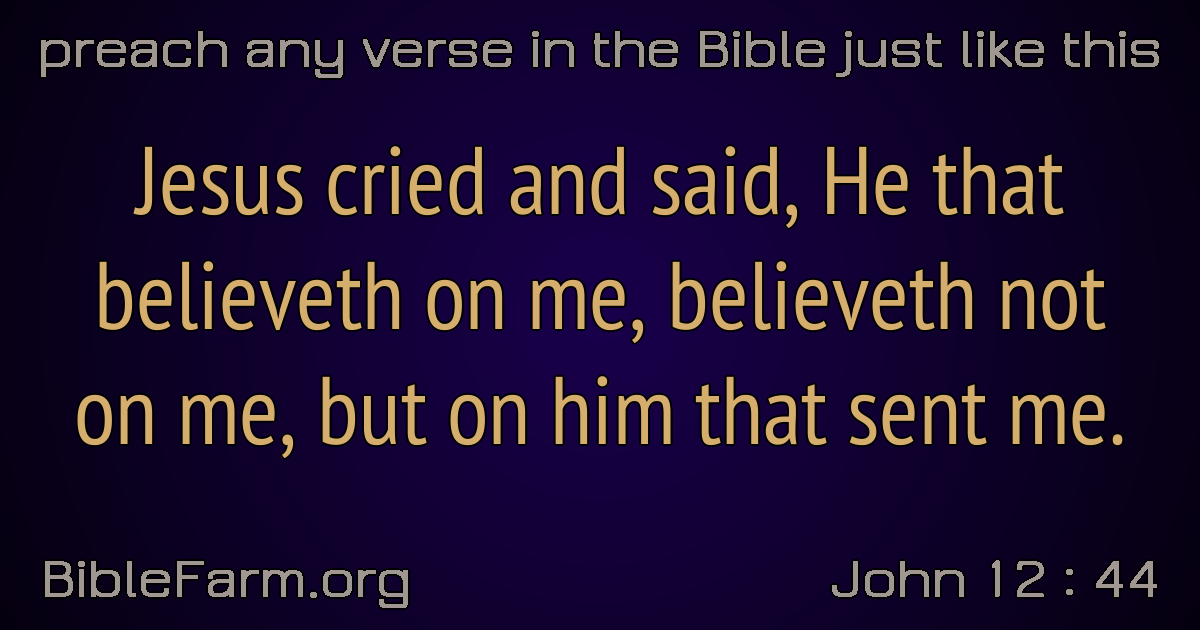 preach any verse in the Bible just like this
Jesus cried and said, He that
believeth on me, believeth not
on me, but on him that sent me.
BibleFarm.org
John 12 : 44